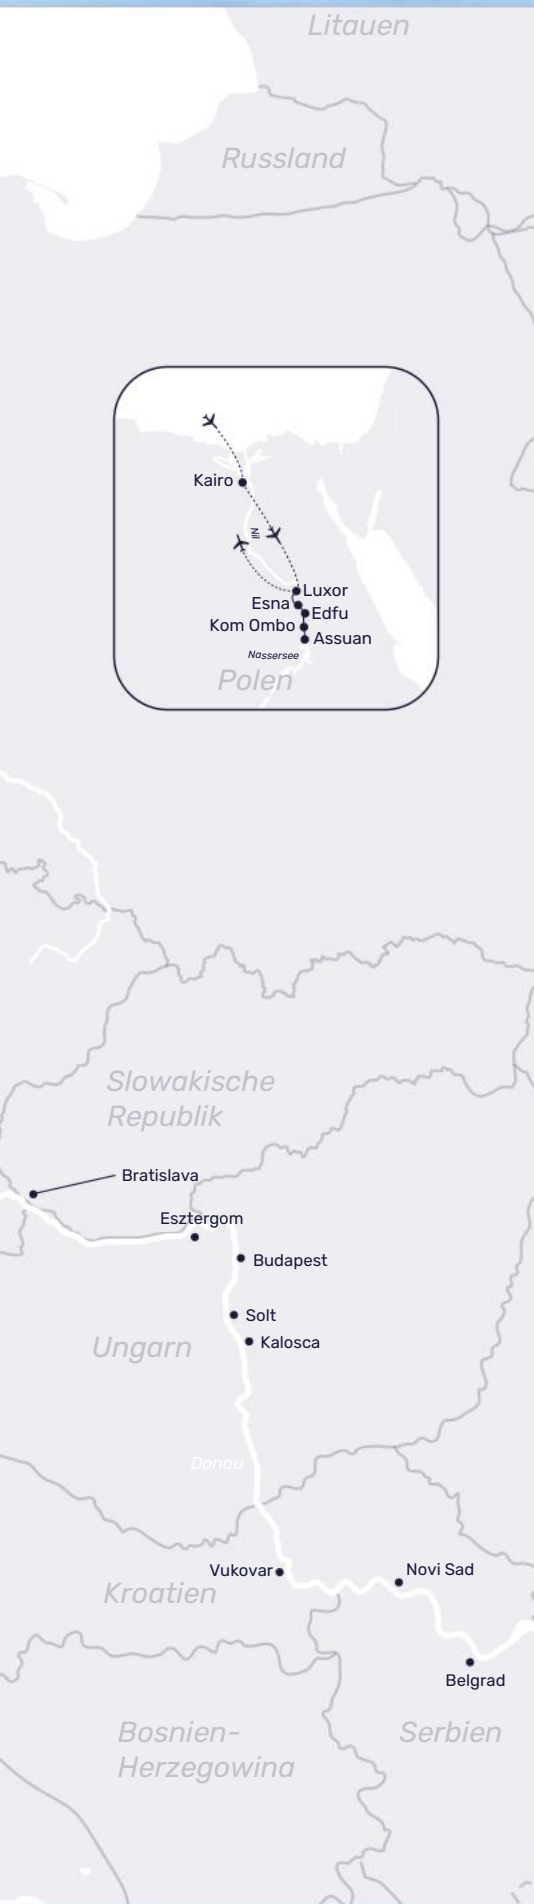 Litauen
Russland
Kairo
Nil
Luxor
Esna
Edfu
Kom Ombo
Assuan
Nassersee
Polen
Slowakische
Republik
Bratislava
Esztergom
Budapest
Solt
Kalosca
Ungarn
Donau
Vukovar
Novi Sad
Kroatien
Belgrad
Bosnien-
Herzegowina
Serbien